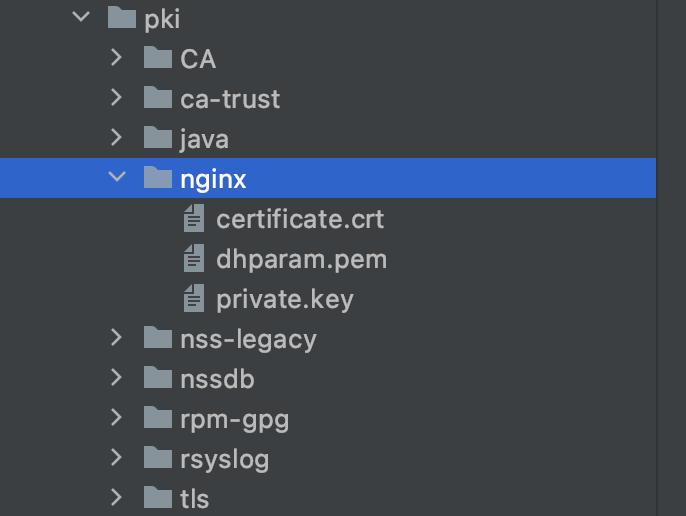 pki
CA
ca-trust
java
nginx
certificate.crt
dhparam.pem
private.key
nss-legacy
nssdb
rpm-gpg
rsyslog
tls